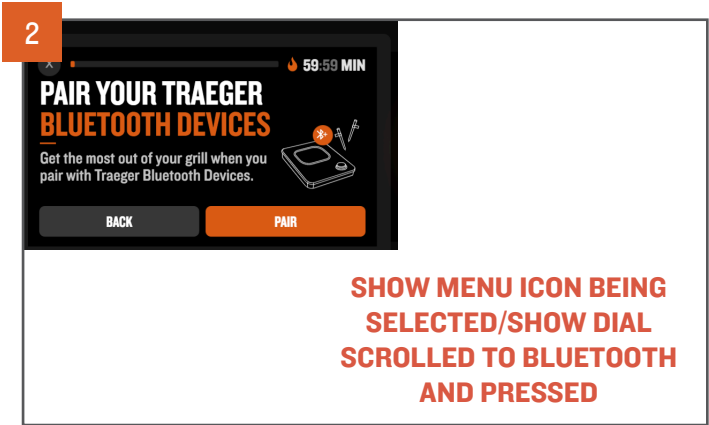 2
X
59:59 MIN
PAIR YOUR TRAEGER
BLUETOOTH DEVICES
Get the most out of your grill when you
pair with Traeger Bluetooth Devices.
BACK
PAIR
SHOW MENU ICON BEING
SELECTED/SHOW DIAL
SCROLLED TO BLUETOOTH
AND PRESSED